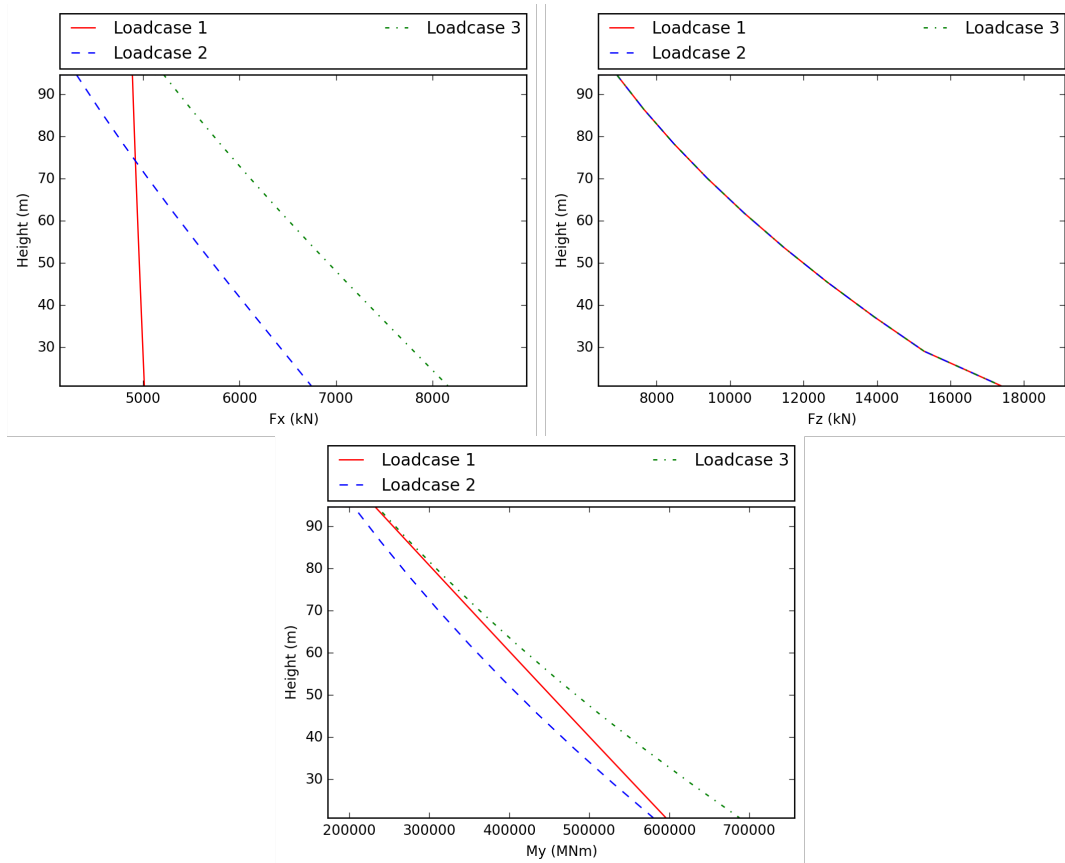 Loadcase 1
Loadcase 2
Loadcase 3
90
80
70
60
50
40
30
Height (m)
5000 6000 7000 8000
Fx (kN)
Loadcase 1
Loadcase 2
Loadcase 3
90
80
70
60
50
40
30
Height (m)
8000 10000 12000 14000 16000 18000
Fz (kN)
Loadcase 1
Loadcase 2
Loadcase 3
90
80
70
60
50
40
30
Height (m)
200000 300000 400000 500000 600000 700000
My (MNm)